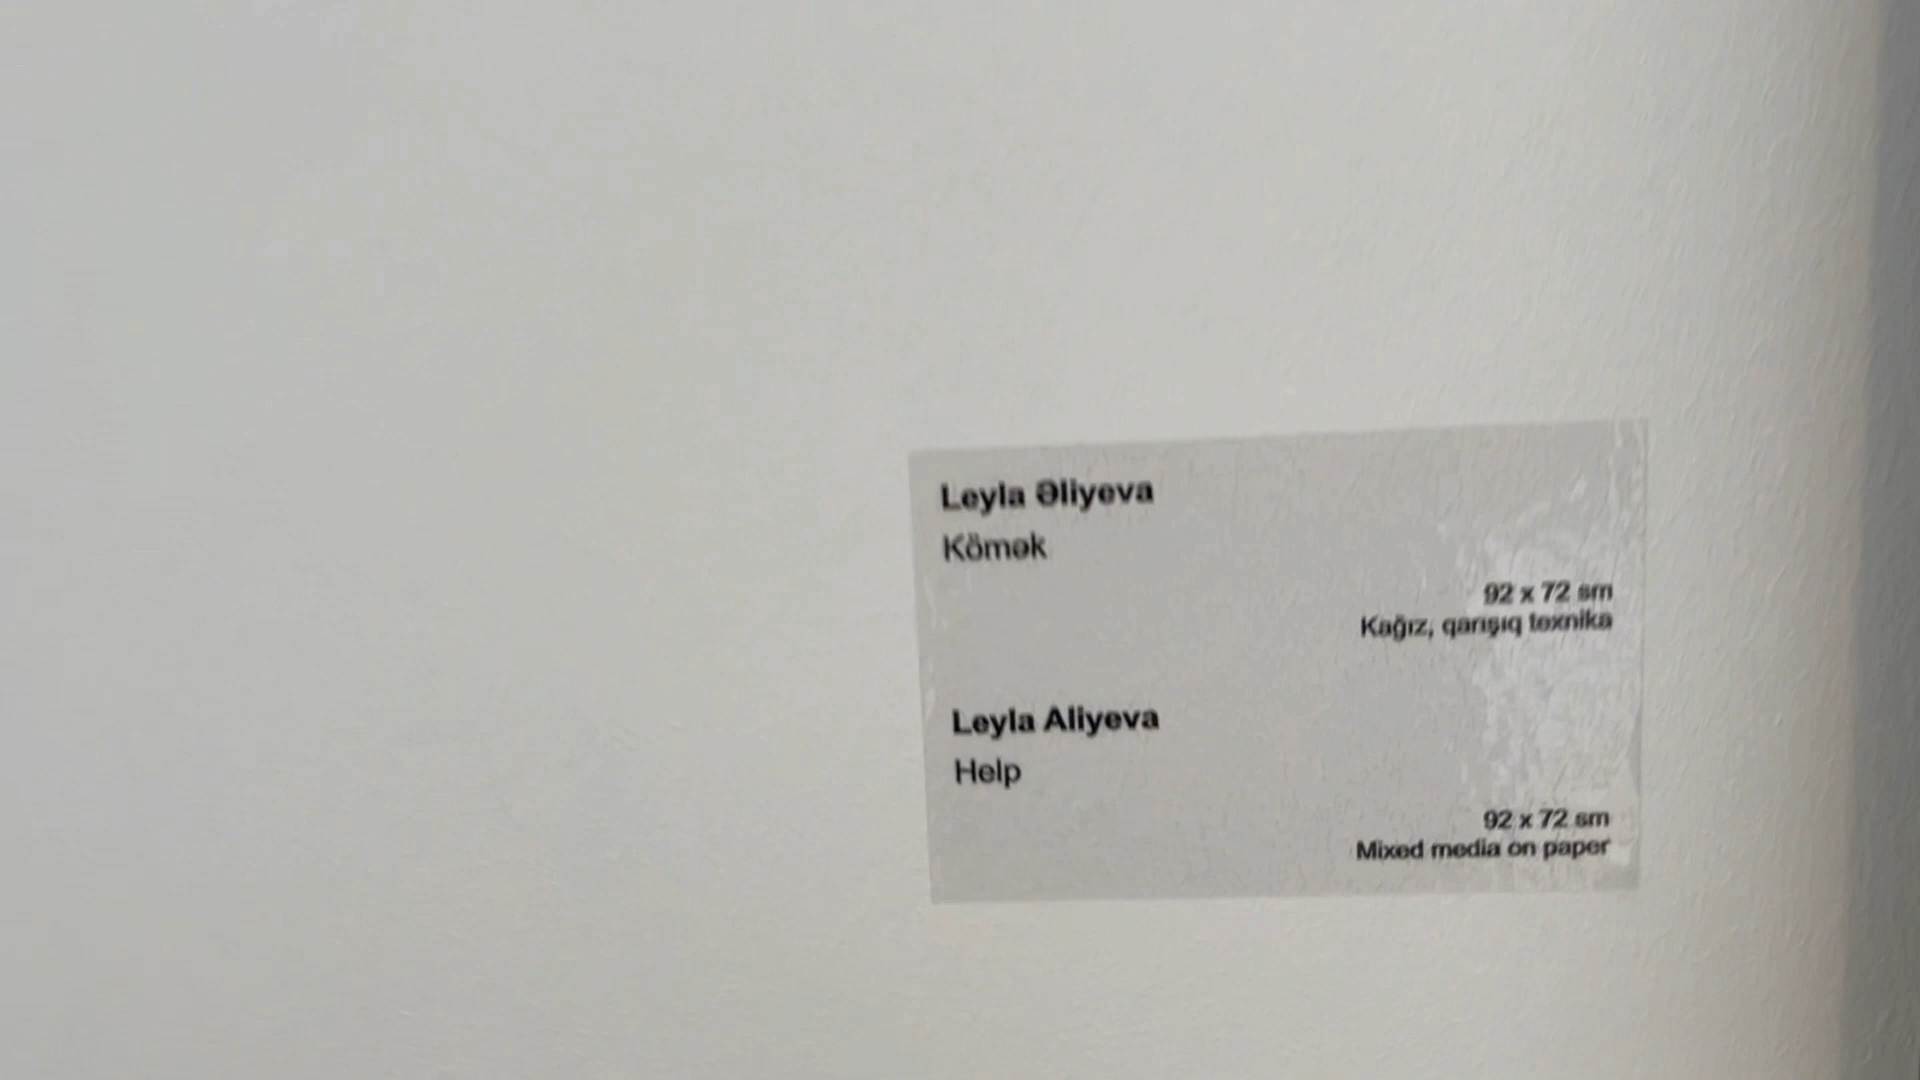 Leyla Əliyeva
Kömək
92 x 72 sm
Kağız, qarışıq texnika
Leyla Aliyeva
Help
92 x 72 sm
Mixed media on paper